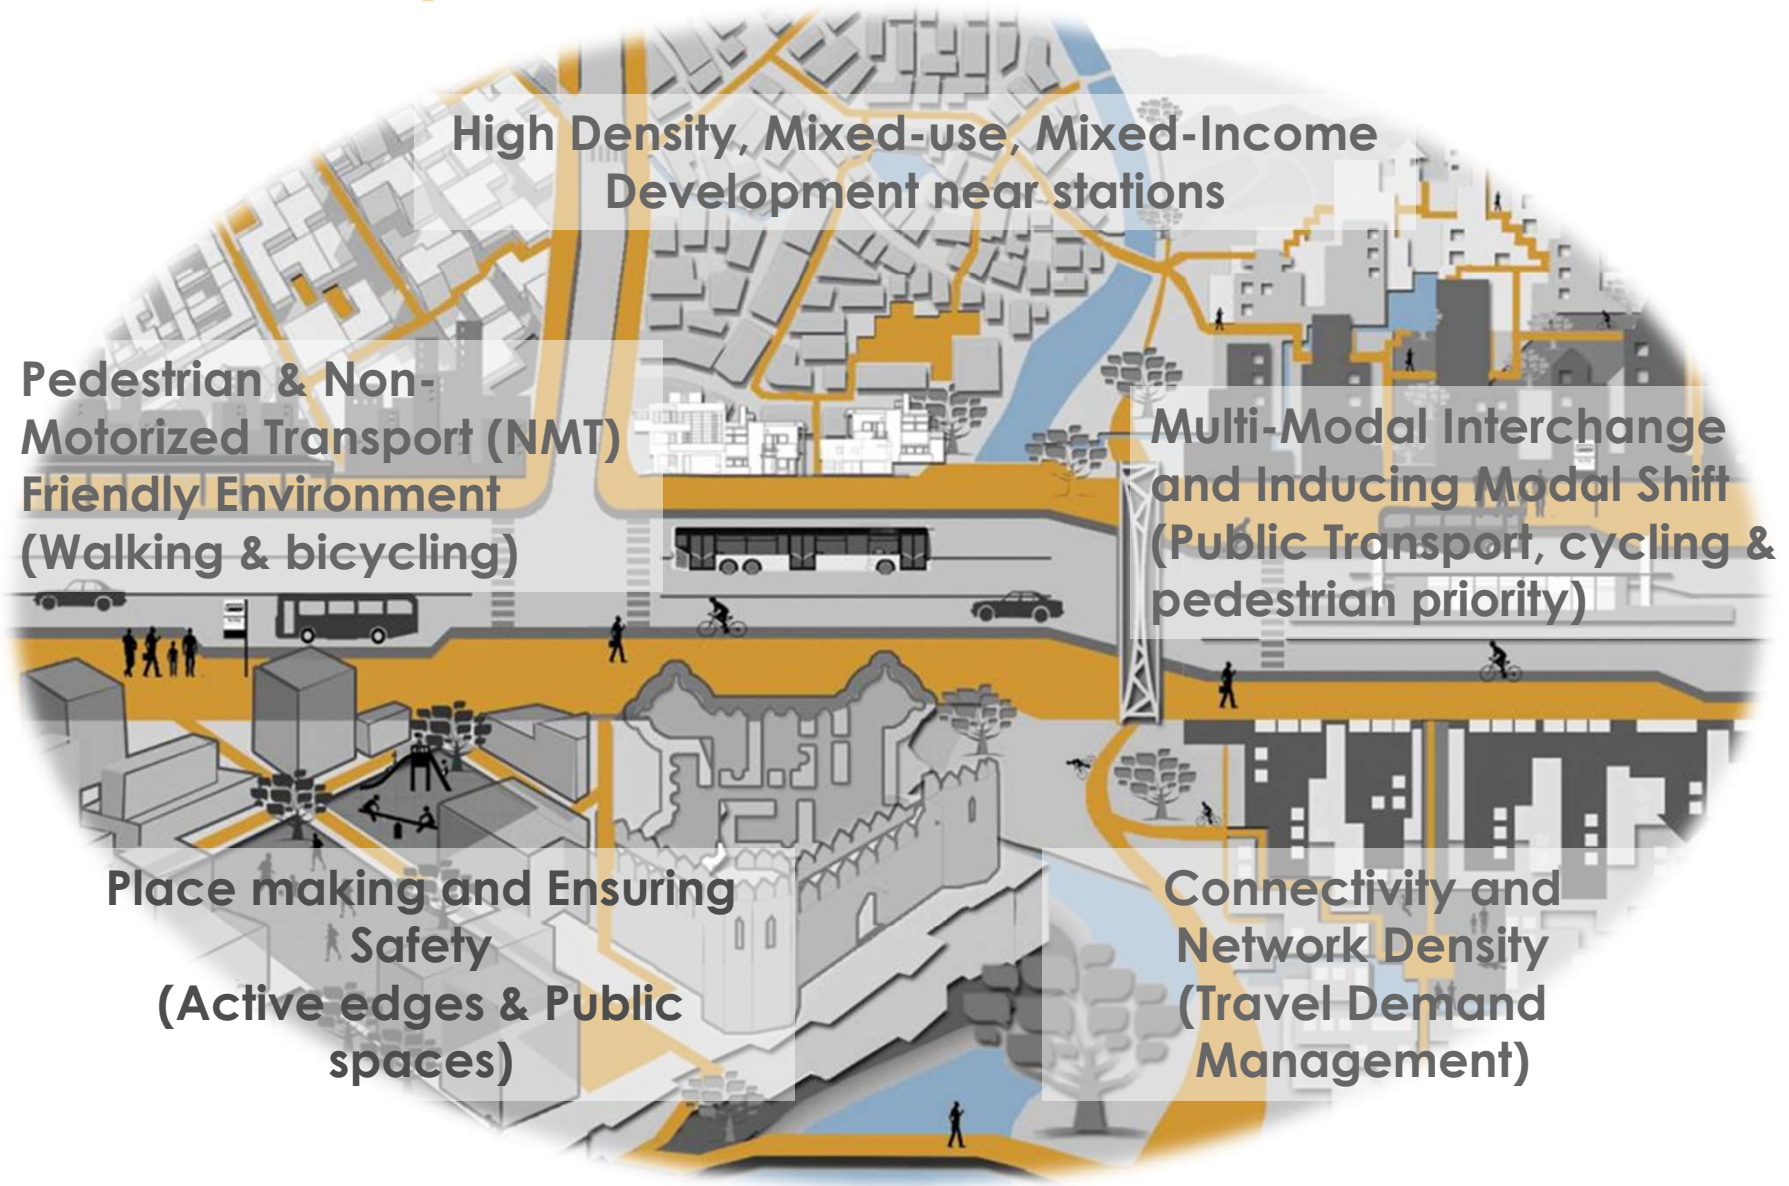 High Density, Mixed-use, Mixed-Income
Development near stations
Pedestrian & Non-
Motorized Transport (NMT)
Friendly Environment
(Walking & bicycling)
Multi-Modal Interchange
and Inducing Modal Shift
(Public Transport, cycling &
pedestrian priority)
Place making and Ensuring
Safety
(Active edges & Public
spaces)
Connectivity and
Network Density
(Travel Demand
Management)